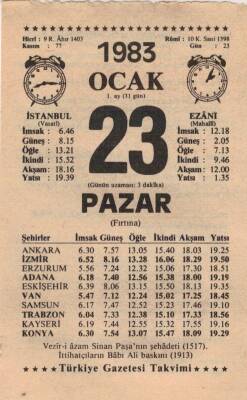 Hicrî : 9 R. Âhır 1403
Kasım : 77
Rûmî : 10 K. Sani 1398
Gün : 23
1983
OCAK
1. ay (31 gün)
İSTANBUL
(Vasatî)
İmsak : 6.46
Güneş : 8.15
Öğle : 13.21
İkindi : 15.52
Akşam : 18.16
Yatsı : 19.39
23
EZÂNİ
(Mahallî)
İmsak : 12.18
Güneş : 2.05
Öğle : 7.13
İkindi : 9.46
Akşam : 12.00
Yatsı : 1.35
(Günün uzaması: 3 dakika)
PAZAR
(Fırtına)
Şehirler İmsak Güneş Öğle İkindi Akşam Yatsı
ANKARA 6.30 7.57 13.05 15.40 18.03 19.25
İZMİR 6.52 8.16 13.28 16.06 18.29 19.50
ERZURUM 5.56 7.24 12.32 15.06 17.30 18.51
ADANA 6.18 7.40 12.56 15.38 18.00 19.19
ESKİŞEHİR 6.39 8.06 13.15 15.50 18.13 19.35
VAN 5.47 7.12 12.24 15.02 17.25 18.45
SAMSUN 6.17 7.47 12.52 15.23 17.46 19.10
TRABZON 6.04 7.33 12.38 15.10 17.33 18.56
KAYSERİ 6.19 7.44 12.55 15.32 17.55 19.16
KONYA 6.30 7.54 13.07 15.46 18.08 19.29
Vezîr-i âzam Sinan Paşa'nın şehâdeti (1517).
İttihatçıların Bâbı Ali baskını (1913)
Türkiye Gazetesi Takvimi